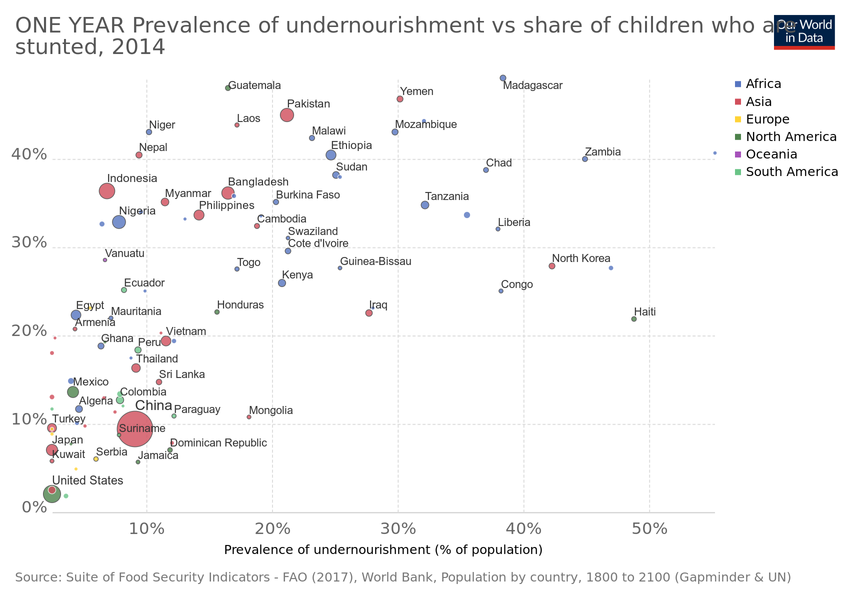 ONE YEAR Prevalence of undernourishment vs share of children who are
stunted, 2014
Our World
in Data
Africa
Asia
Europe
North America
Oceania
South America
Guatemala
Madagascar
Yemen
Pakistan
Niger
Laos
Malawi
Mozambique
Nepal
Ethiopia
Zambia
40%
Chad
Sudan
Indonesia
Bangladesh
Myanmar
Burkina Faso
Tanzania
Nigeria
Philippines
Cambodia
Liberia
Swaziland
Cote d'Ivoire
30%
Vanuatu
Togo
Guinea-Bissau
North Korea
Kenya
Ecuador
Congo
Egypt
Mauritania
Honduras
Iraq
Haiti
Armenia
20%
Vietnam
Ghana
Peru
Thailand
Sri Lanka
Mexico
Colombia
Algeria
China
Paraguay
Mongolia
10%
Turkey
Suriname
Japan
Dominican Republic
Kuwait
Serbia
Jamaica
United States
0%
10%
20%
30%
40%
50%
Prevalence of undernourishment (% of population)
Source: Suite of Food Security Indicators - FAO (2017), World Bank, Population by country, 1800 to 2100 (Gapminder & UN)